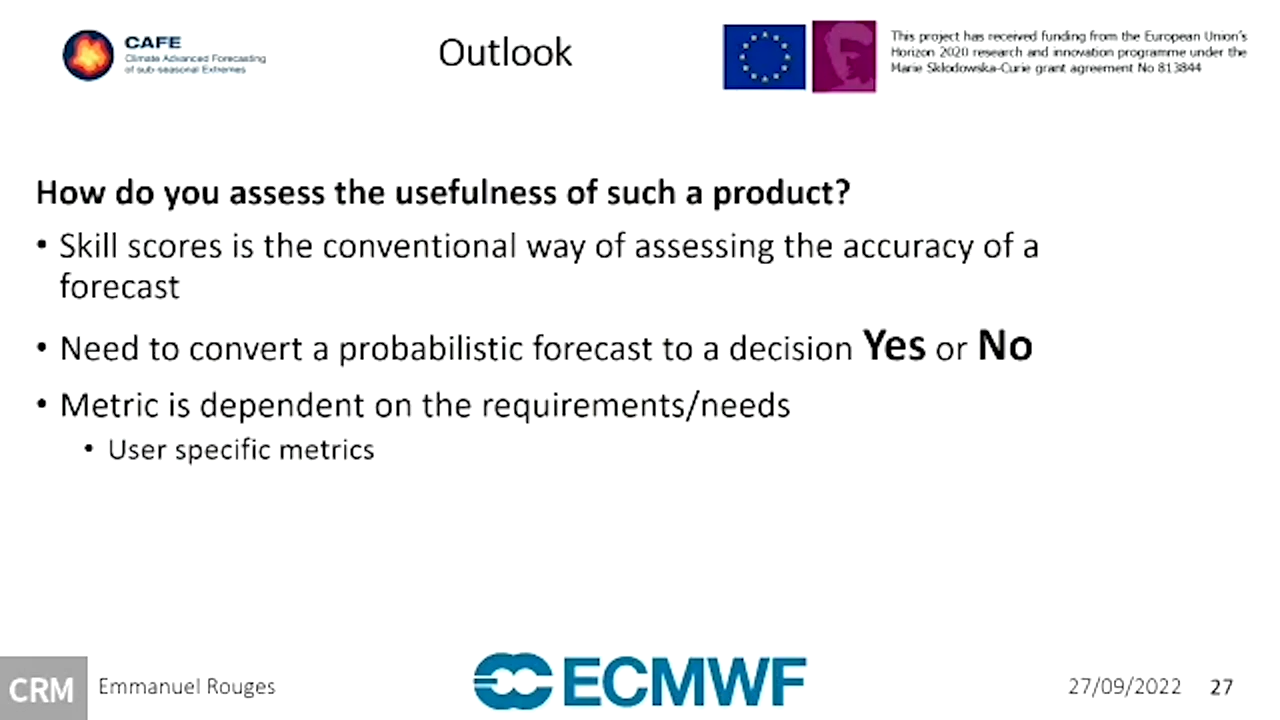 CAFE
Climate Advanced Forecasting
of sub-seasonal Extremes
Outlook
This project has received funding from the European Union's
Horizon 2020 research and innovation programme under the
Marie Skłodowska-Curie grant agreement No 813844
How do you assess the usefulness of such a product?
• Skill scores is the conventional way of assessing the accuracy of a
forecast
• Need to convert a probabilistic forecast to a decision Yes or No
• Metric is dependent on the requirements/needs
• User specific metrics
CRM
Emmanuel Rouges
ECMWF
27/09/2022
27